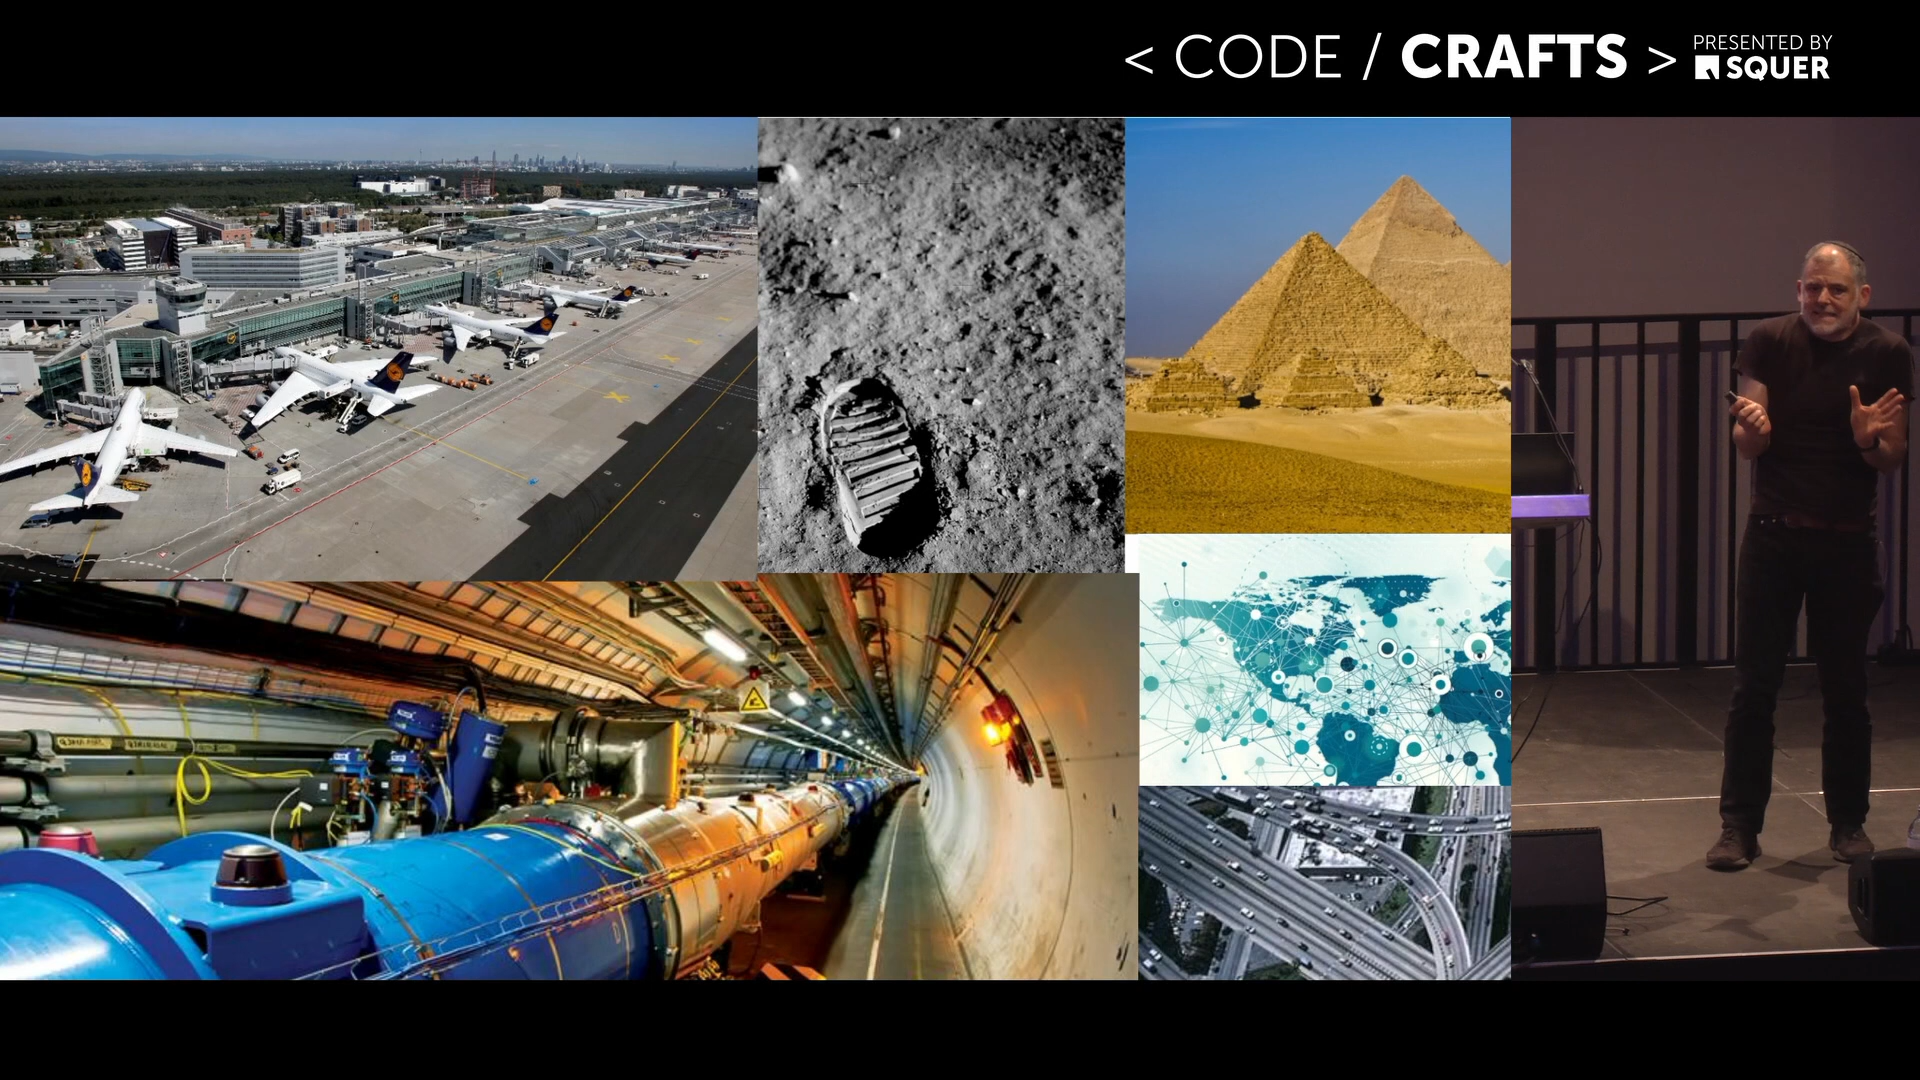 < CODE / CRAFTS >
PRESENTED BY
SQUER